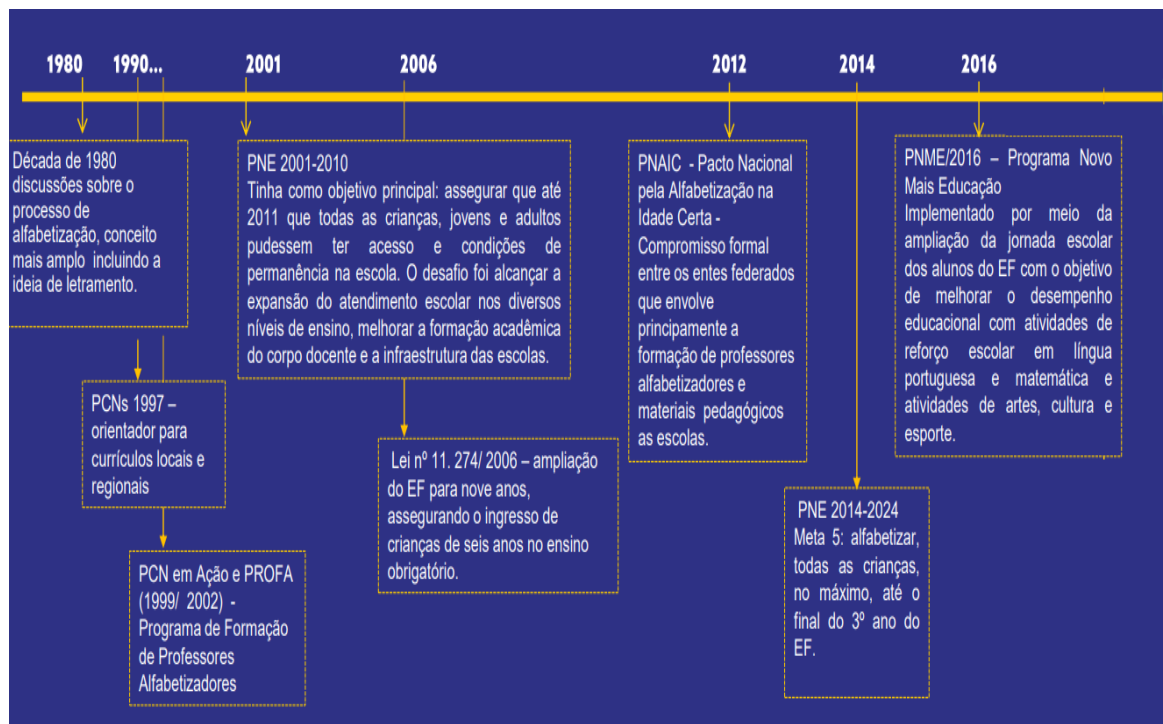 1980
1990...
2001
2006
2012
2014
2016
Década de 1980
discussões sobre o
processo de
alfabetização, conceito
mais amplo incluindo a
ideia de letramento.
PCNs 1997 –
orientador para
currículos locais e
regionais
PCN em Ação e PROFA
(1999/ 2002) -
Programa de Formação
de Professores
Alfabetizadores
PNE 2001-2010
Tinha como objetivo principal: assegurar que até
2011 que todas as crianças, jovens e adultos
pudessem ter acesso e condições de
permanência na escola. O desafio foi alcançar a
expansão do atendimento escolar nos diversos
níveis de ensino, melhorar a formação acadêmica
do corpo docente e a infraestrutura das escolas.
Lei nº 11. 274/ 2006 – ampliação
do EF para nove anos,
assegurando o ingresso de
crianças de seis anos no ensino
obrigatório.
PNAIC - Pacto Nacional
pela Alfabetização na
Idade Certa -
Compromisso formal
entre os entes federados
que envolve
principalmente a
formação de professores
alfabetizadores e
materiais pedagógicos
as escolas.
PNE 2014-2024
Meta 5: alfabetizar,
todas as crianças,
no máximo, até o
final do 3º ano do
EF.
PNME/2016 – Programa Novo
Mais Educação
Implementado por meio da
ampliação da jornada escolar
dos alunos do EF com o objetivo
de melhorar o desempenho
educacional com atividades de
reforço escolar em língua
portuguesa e matemática e
atividades de artes, cultura e
esporte.